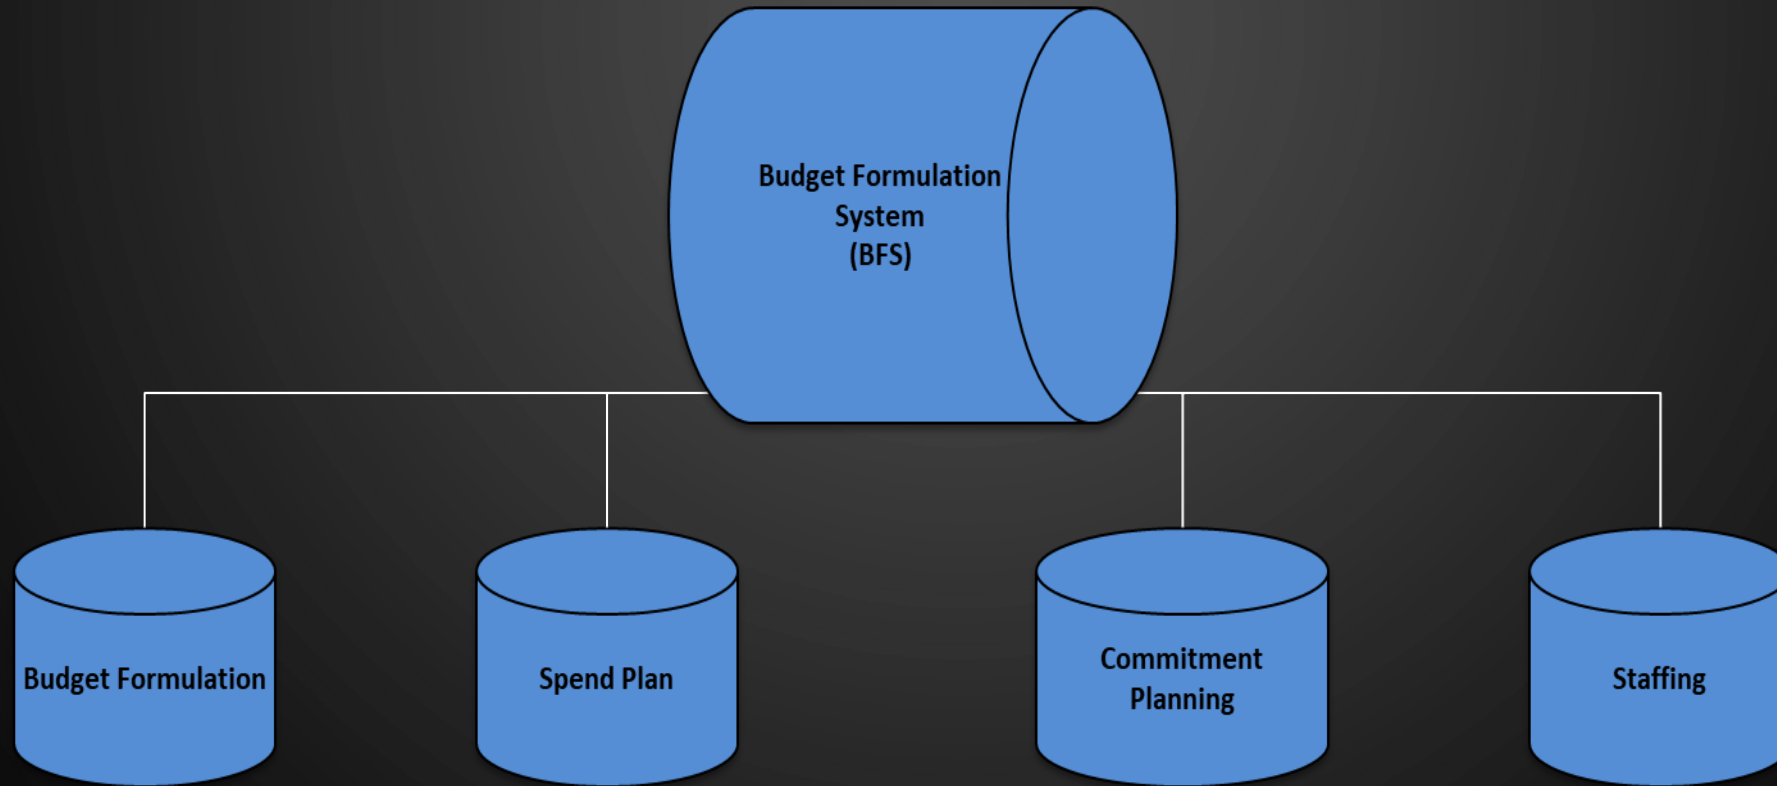 Budget Formulation
System
(BFS)
Budget Formulation
Spend Plan
Commitment
Planning
Staffing